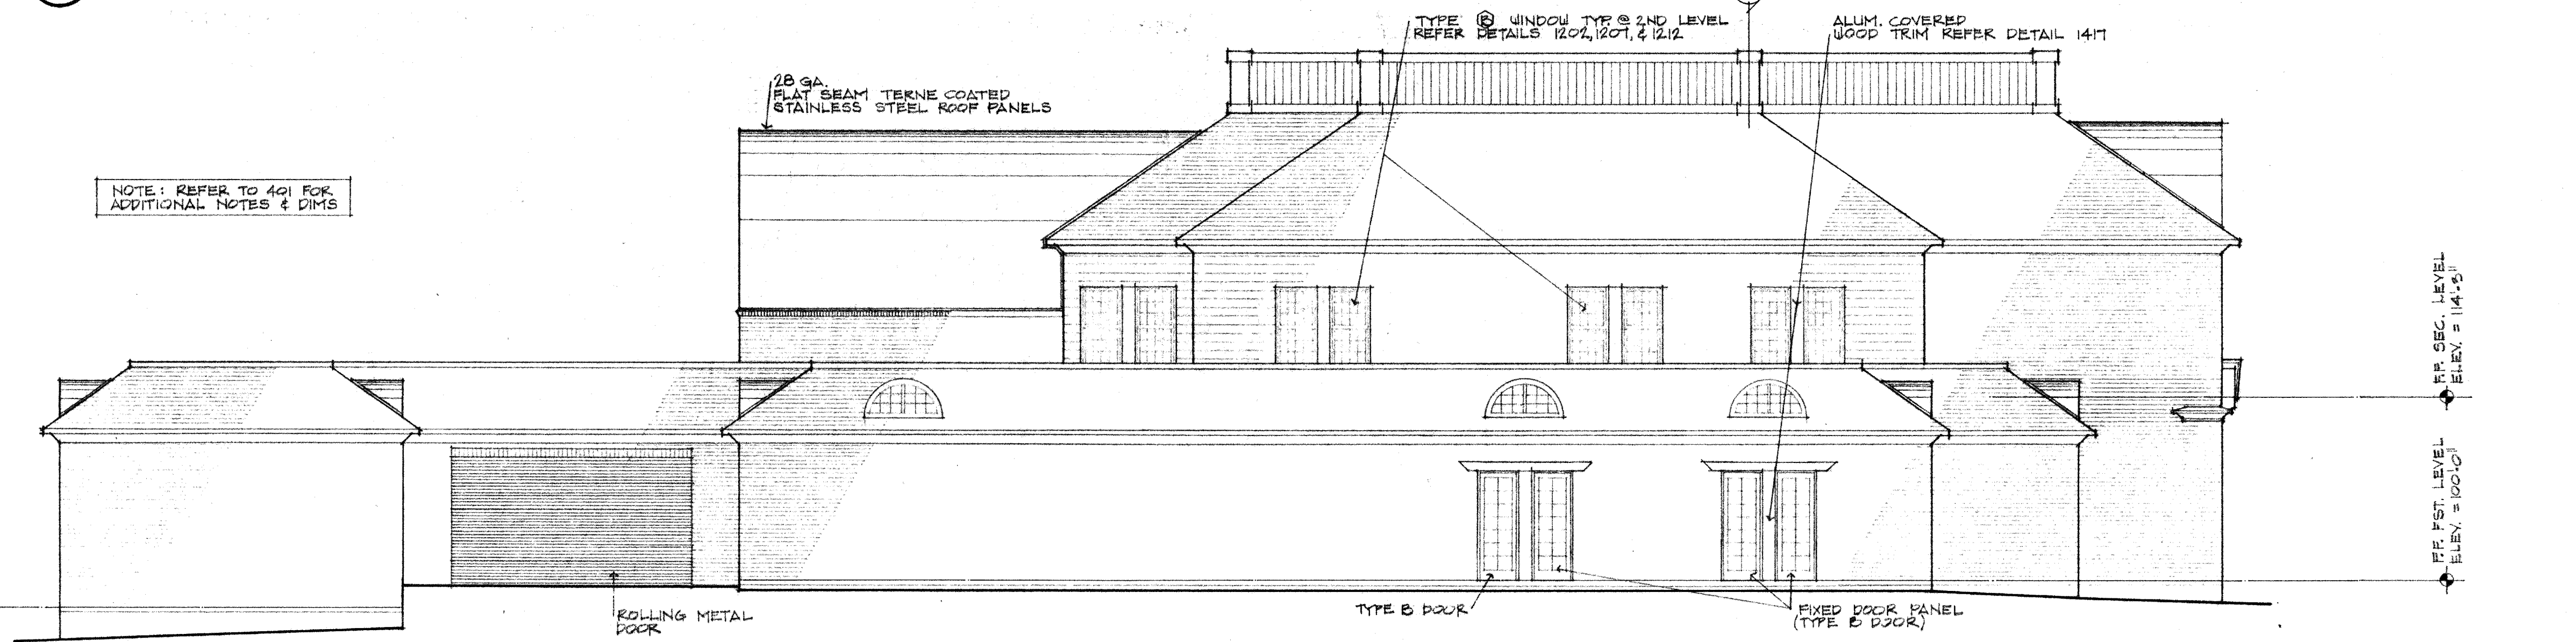 TYPE B WINDOW TYP. @ 2ND LEVEL
REFER DETAILS 1202, 1207, & 1212
ALUM. COVERED
WOOD TRIM REFER DETAIL 1417
28 GA.
FLAT SEAM TERNE COATED
STAINLESS STEEL ROOF PANELS
NOTE: REFER TO 401 FOR
ADDITIONAL NOTES & DIMS
F.F. SEC. LEVEL
ELEV. = 114'-8"
F.F. FST. LEVEL
ELEV. = 100'-0"
ROLLING METAL
DOOR
TYPE B DOOR
FIXED DOOR PANEL
(TYPE B DOOR)